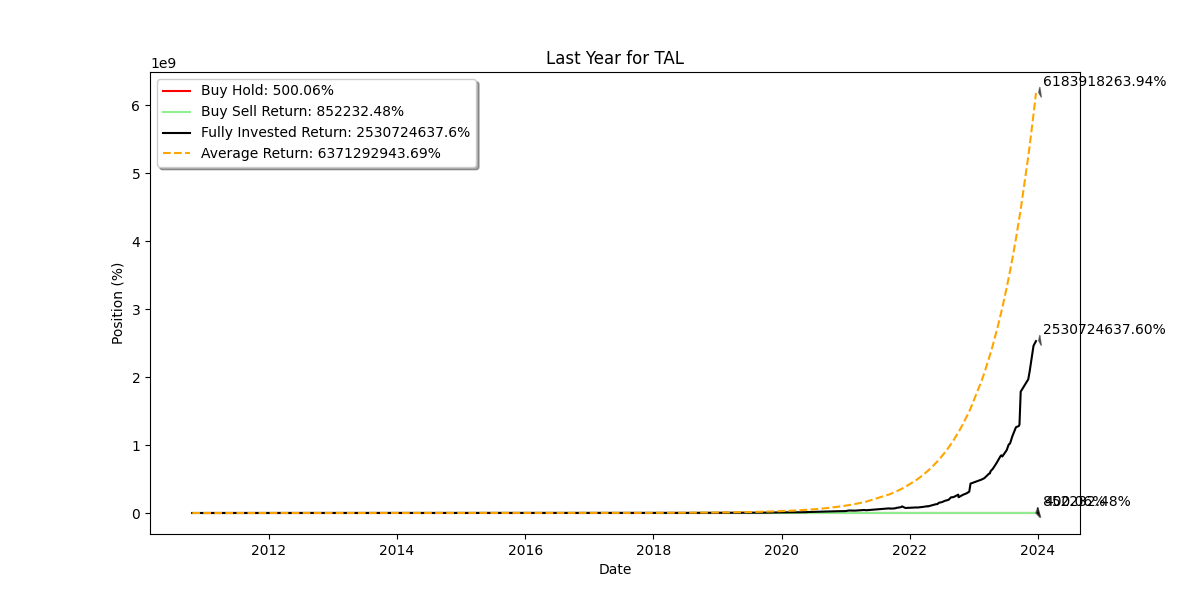 Last Year for TAL
1e9
Buy Hold: 500.06%
Buy Sell Return: 852232.48%
Fully Invested Return: 2530724637.6%
Average Return: 6371292943.69%
6183918263.94%
2530724637.60%
6
5
4
3
2
1
0
Position (%)
2012
2014
2016
2018
2020
2022
2024
Date